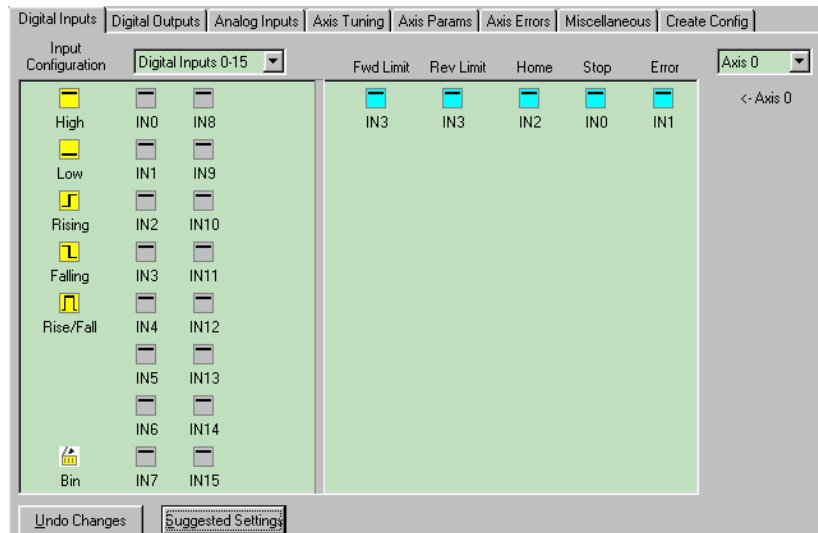 Digital Inputs Digital Outputs Analog Inputs Axis Tuning Axis Params Axis Errors Miscellaneous Create Config
Input
Configuration
Digital Inputs 0-15
Fwd Limit Rev Limit Home Stop Error
Axis 0
<- Axis 0
High IN0 IN8 IN3 IN3 IN2 IN0 IN1
Low IN1 IN9
Rising IN2 IN10
Falling IN3 IN11
Rise/Fall IN4 IN12
IN5 IN13
IN6 IN14
Bin IN7 IN15
Undo Changes Suggested Settings